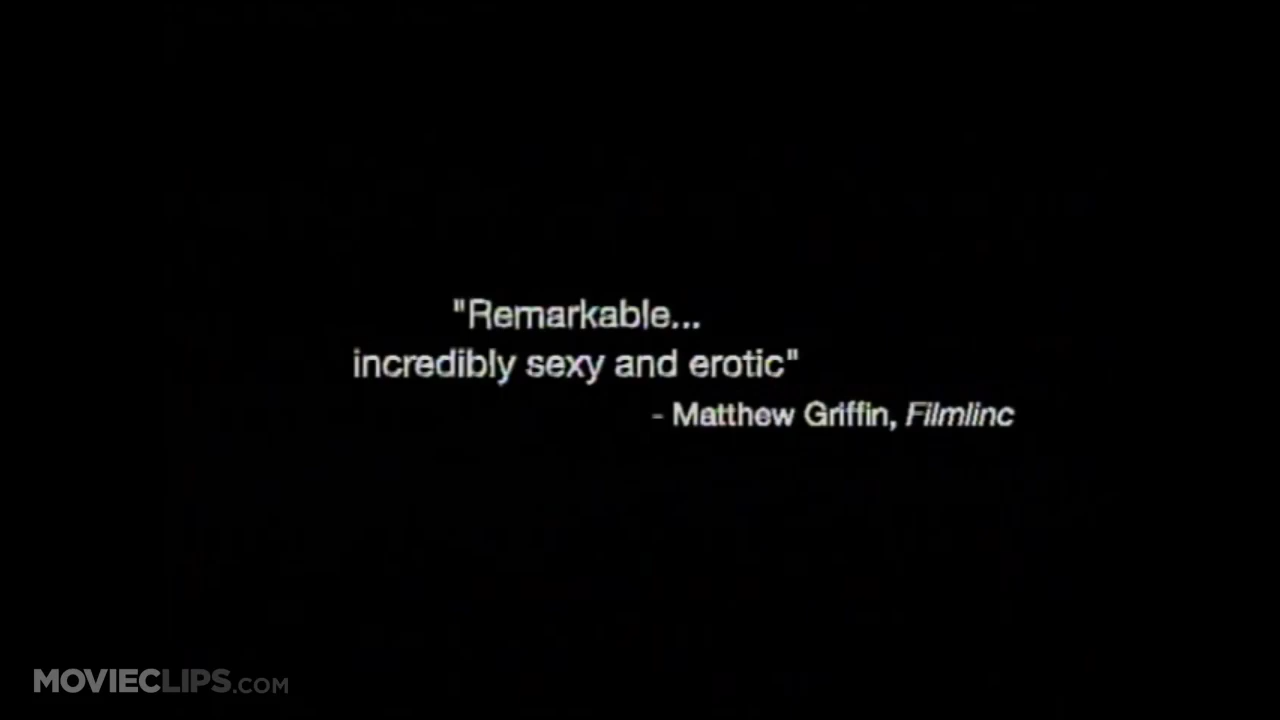 "Remarkable...
incredibly sexy and erotic"
- Matthew Griffin, Filmlinc
MOVIECLIPS.COM